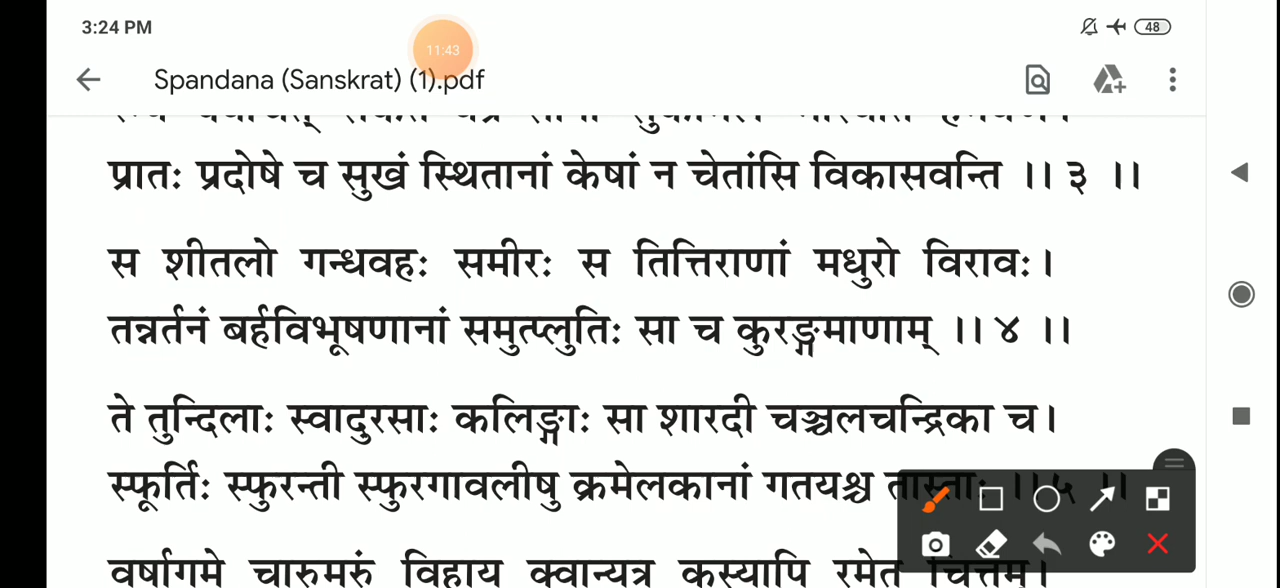 3:24 PM
11:43
48
Spandana (Sanskrat) (1).pdf
प्रातः प्रदोषे च सुखं स्थितानां केषां न चेतांसि विकासवन्ति ।। ३ ।।
स शीतलो गन्धवहः समीरः स तित्तिराणां मधुरो विरावः।
तन्नर्तनं बर्हविभूषणानां समुत्प्लुतिः सा च कुरङ्गमाणाम् ।। ४ ।।
ते तुन्दिलाः स्वादुरसाः कलिङ्गाः सा शारदी चञ्चलचन्द्रिका च।
स्फूर्तिः स्फुरन्ती स्फुरगावलीषु क्रमेलकानां गतयश्च तास्ताः ।। ५ ।।
वर्षागमे चारुमरुं विहाय क्वान्यत्र कस्यापि रमेत चित्तम्।